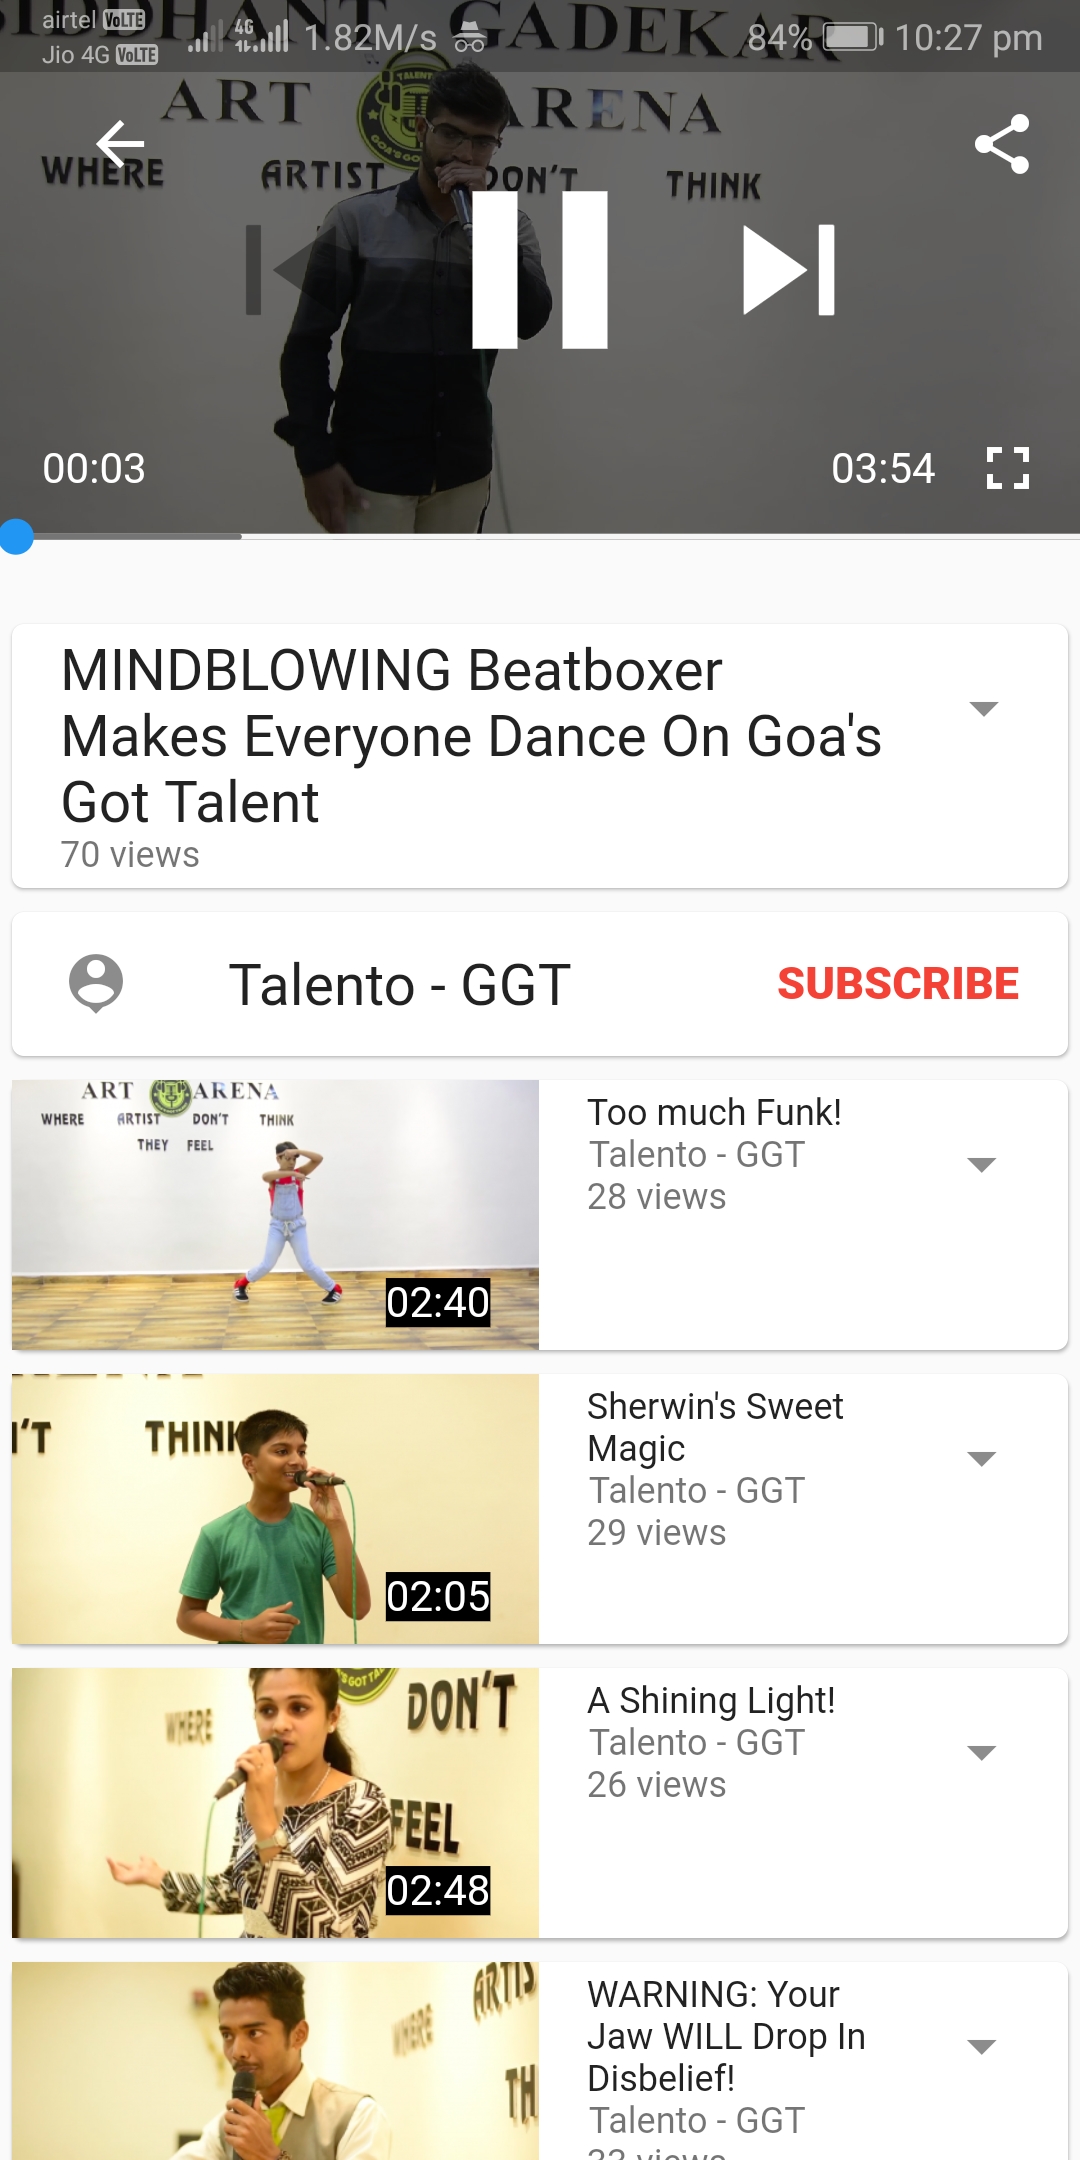 airtel VoLTE
Jio 4G VoLTE
4G
1.82M/s
84%
10:27 pm
GADEKAR
ART ARENA
TALENT
WHERE ARTIST DON'T THINK
00:03
03:54
MINDBLOWING Beatboxer
Makes Everyone Dance On Goa's
Got Talent
70 views
Talento - GGT
SUBSCRIBE
ART ARENA
WHERE ARTIST DON'T THINK
THEY FEEL
02:40
Too much Funk!
Talento - GGT
28 views
'T THINK
02:05
Sherwin's Sweet
Magic
Talento - GGT
29 views
'S GOT TAL
WHERE DON'T
FEEL
02:48
A Shining Light!
Talento - GGT
26 views
ARTIS
WHERE
TH
WARNING: Your
Jaw WILL Drop In
Disbelief!
Talento - GGT